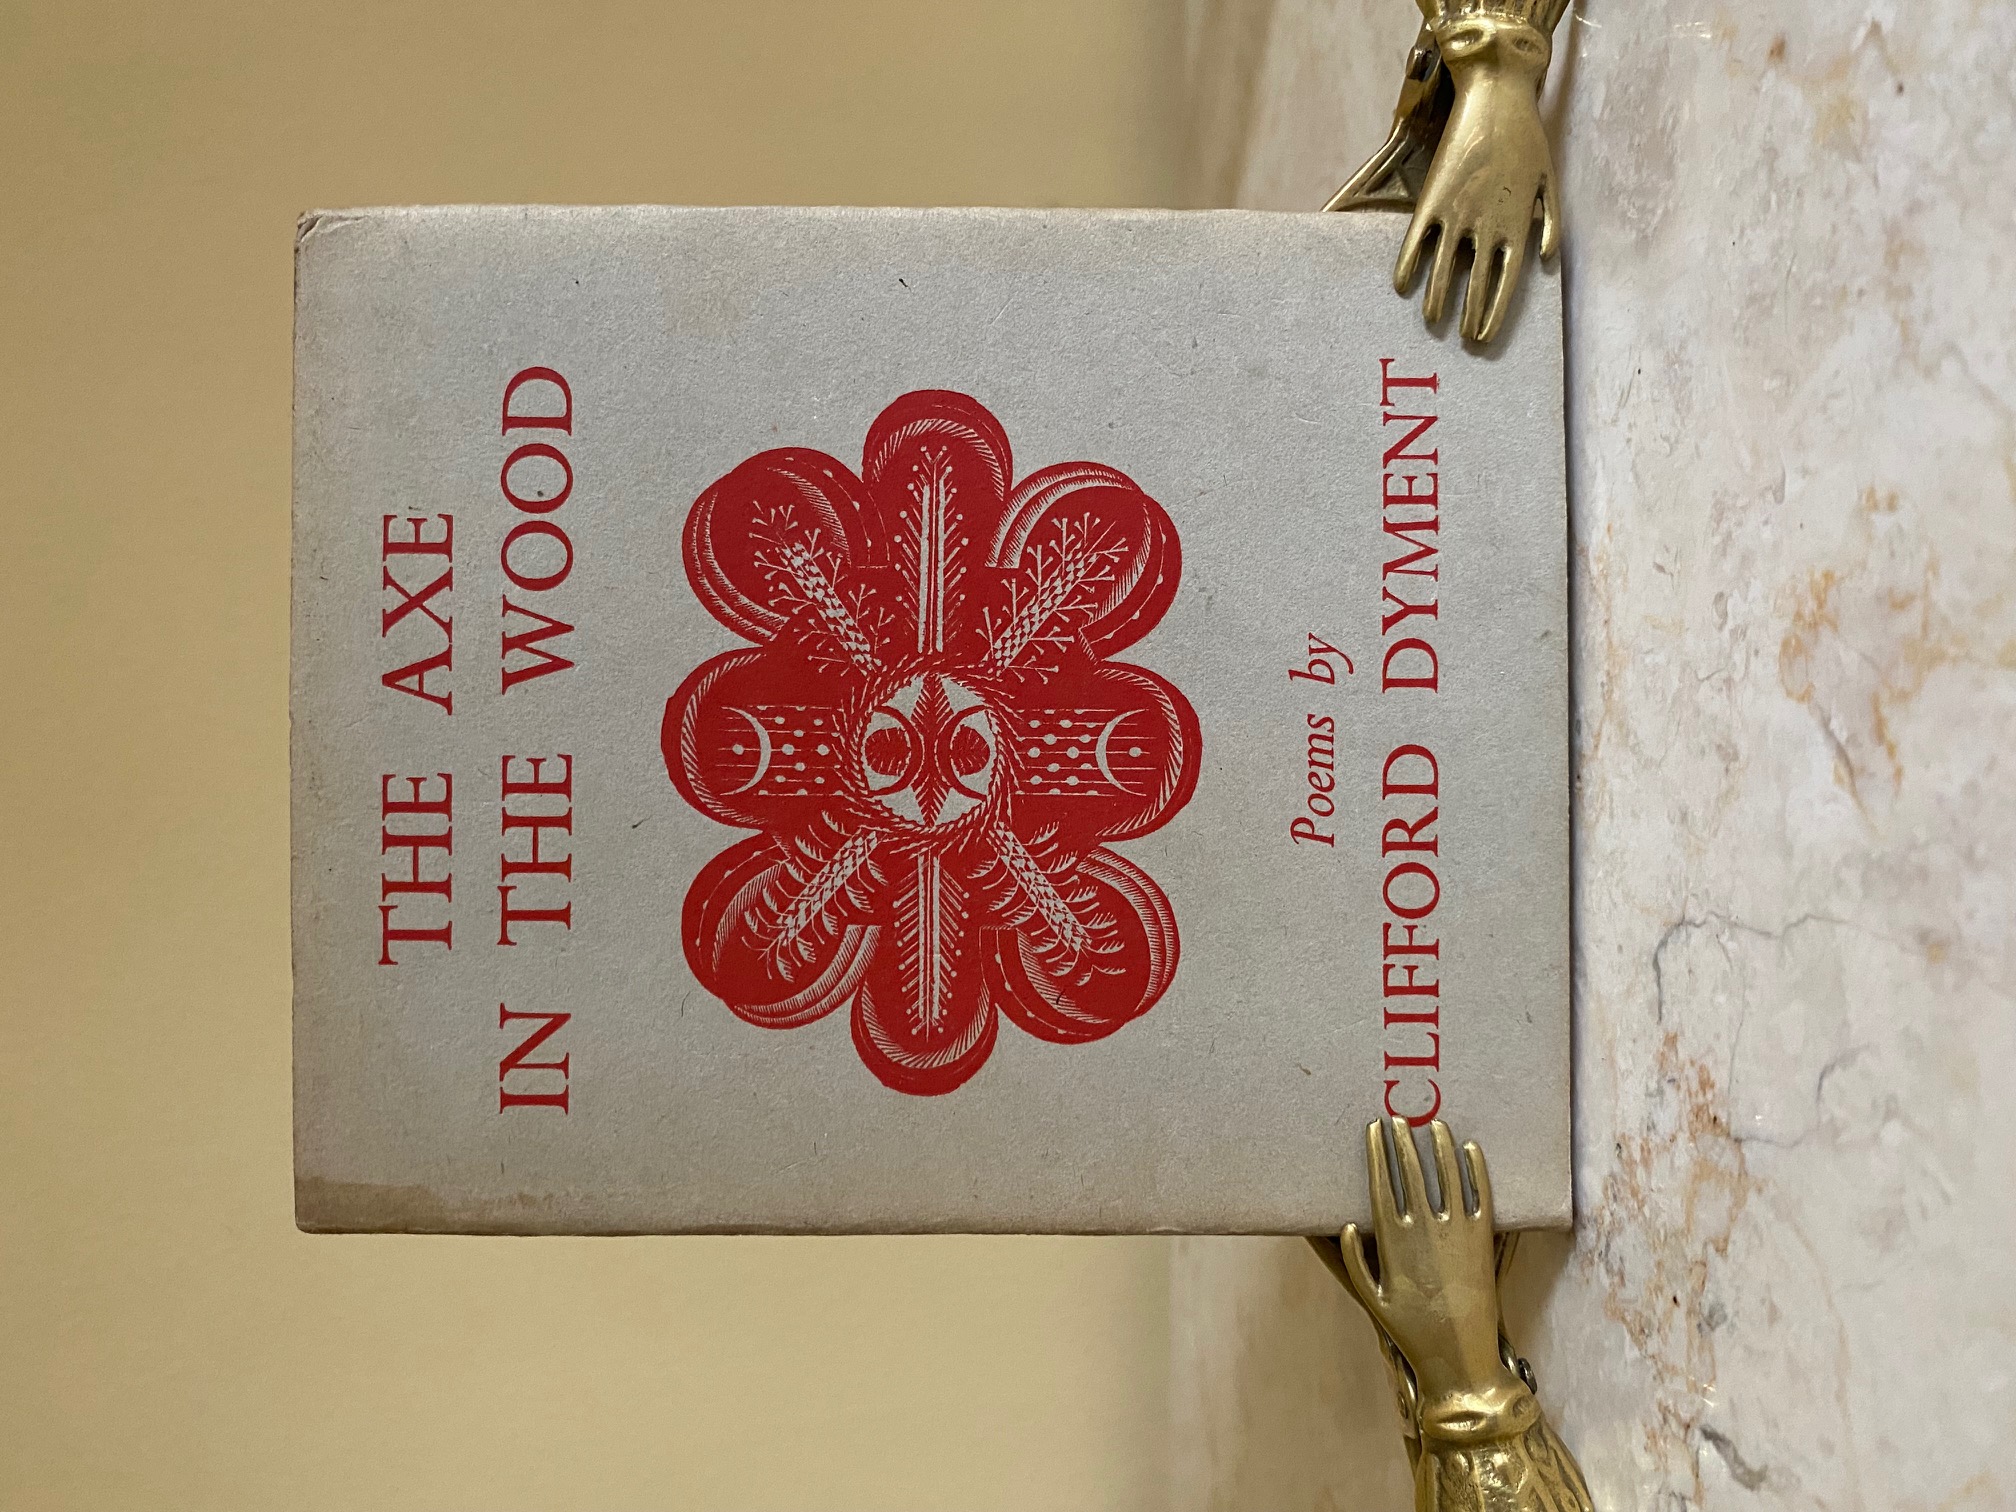 THE AXE
IN THE WOOD
Poems by
CLIFFORD DYMENT